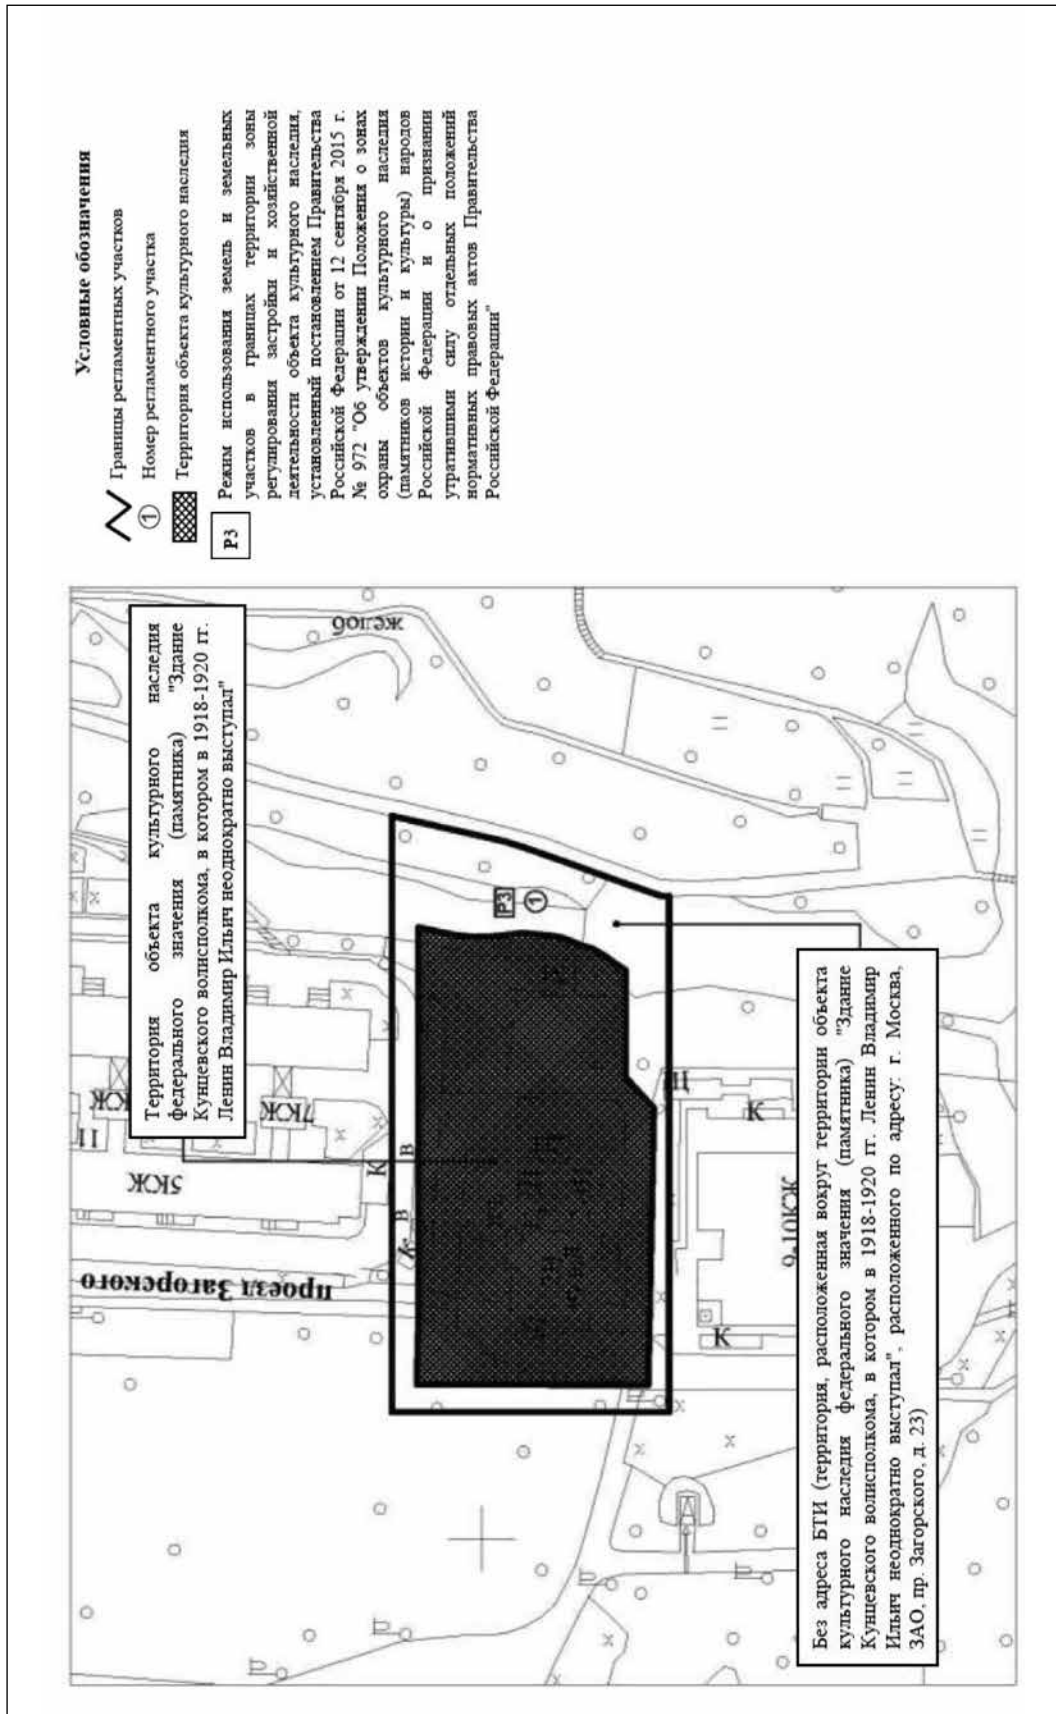 Условные обозначения
Границы регламентных участков
1
Номер регламентного участка
Территория объекта культурного наследия
Р3
Режим использования земель и земельных
участков в границах территории зоны
регулирования застройки и хозяйственной
деятельности объекта культурного наследия,
установленный постановлением Правительства
Российской Федерации от 12 сентября 2015 г.
№ 972 "Об утверждении Положения о зонах
охраны объектов культурного наследия
(памятников истории и культуры) народов
Российской Федерации и о признании
утратившими силу отдельных положений
нормативных правовых актов Правительства
Российской Федерации"
Территория объекта культурного наследия
федерального значения (памятника) "Здание
Кунцевского волисполкома, в котором в 1918-1920 гг.
Ленин Владимир Ильич неоднократно выступал"
желоб
Р3
1
КЖ
7КЖ
5КЖ
К
В
В
проезд Загорского
К
9-10КЖ
К
Без адреса БТИ (территория, расположенная вокруг территории объекта
культурного наследия федерального значения (памятника) "Здание
Кунцевского волисполкома, в котором в 1918-1920 гг. Ленин Владимир
Ильич неоднократно выступал", расположенного по адресу: г. Москва,
ЗАО, пр. Загорского, д. 23)